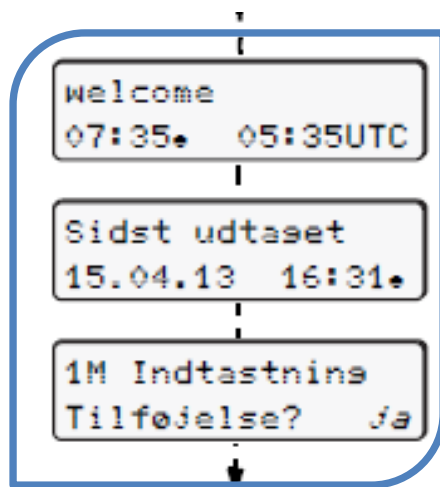 welcome
07:35● 05:35UTC
Sidst udtaget
15.04.13 16:31●
1M Indtastning
Tilføjelse? ja